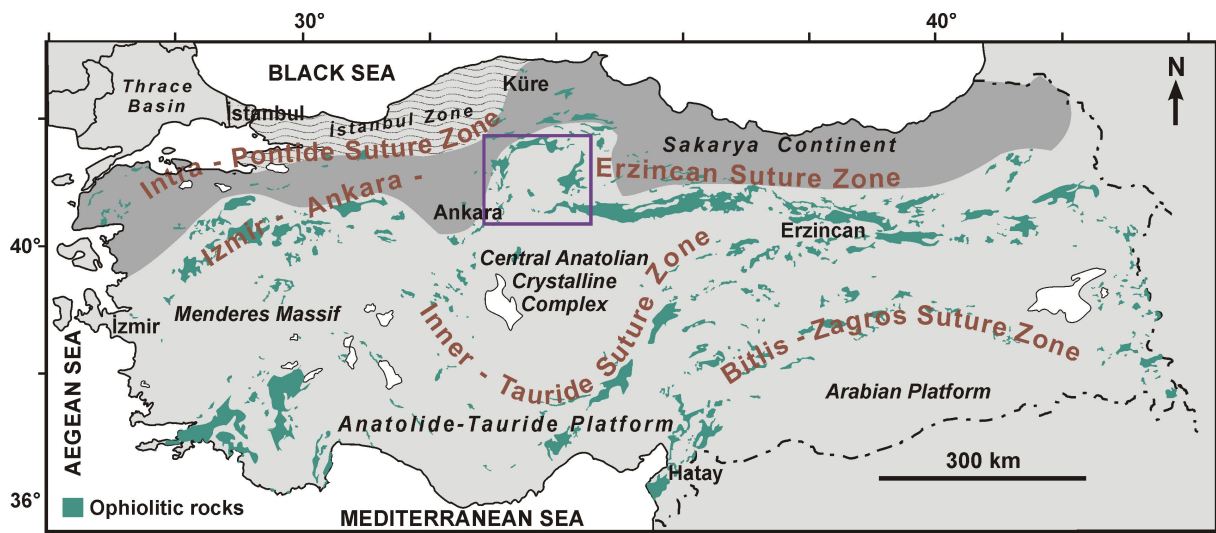 30°
40°
BLACK SEA
N
Thrace
Basin
Küre
İstanbul
İstanbul Zone
Sakarya Continent
Intra - Pontide Suture Zone
Erzincan Suture Zone
Izmir - Ankara -
Ankara
Erzincan
40°
Central Anatolian
Crystalline
Complex
Menderes Massif
İzmir
Inner - Tauride Suture Zone
Bitlis - Zagros Suture Zone
Arabian Platform
AEGEAN SEA
Anatolide-Tauride Platform
300 km
Hatay
36°
Ophiolitic rocks
MEDITERRANEAN SEA